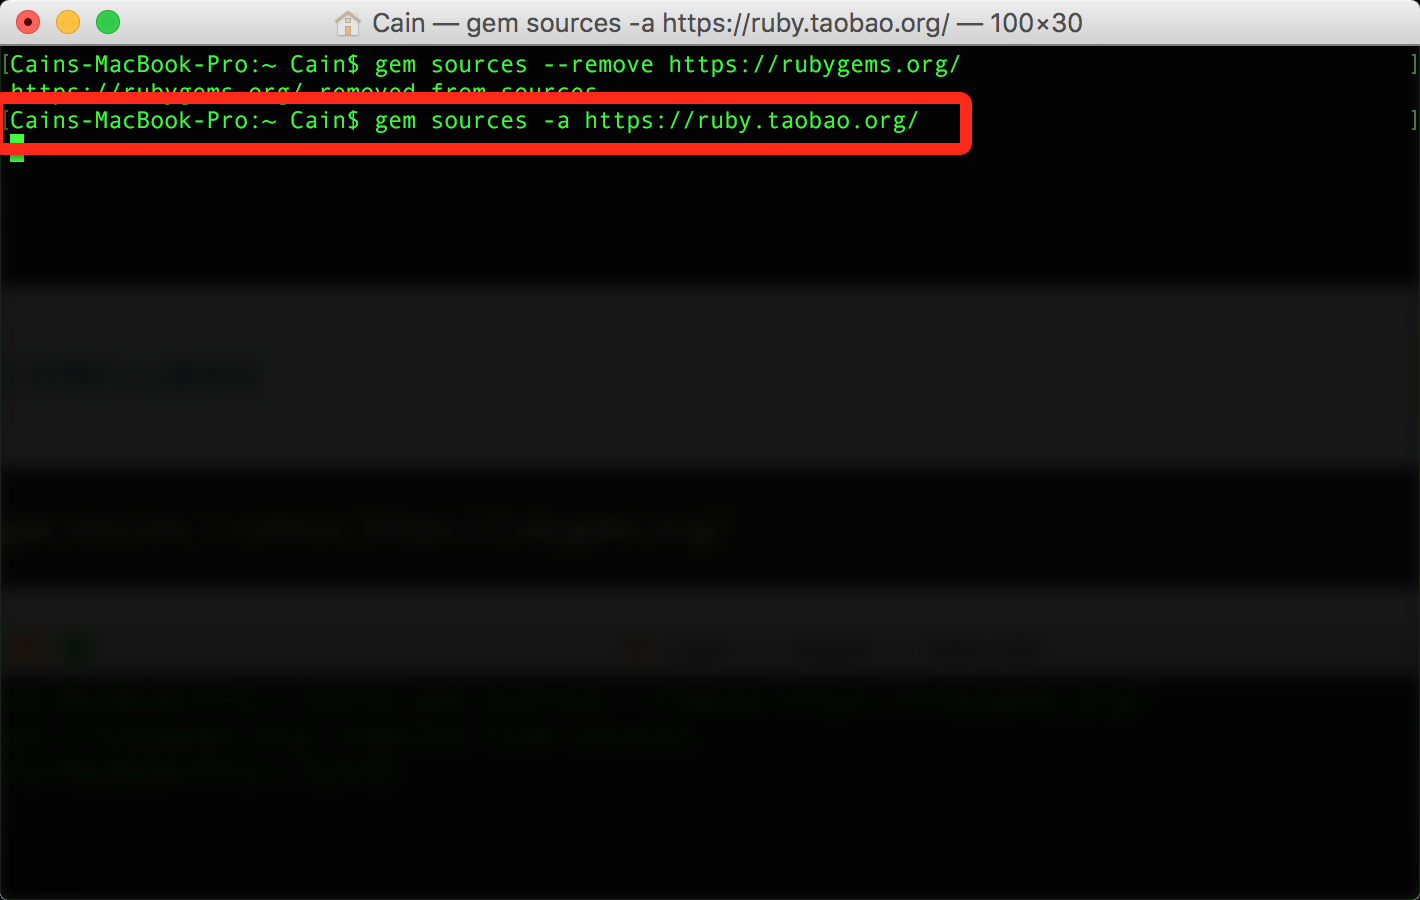 Cain — gem sources -a https://ruby.taobao.org/ — 100×30
[Cains-MacBook-Pro:~ Cain$ gem sources --remove https://rubygems.org/ ]
https://rubygems.org/ removed from sources
[Cains-MacBook-Pro:~ Cain$ gem sources -a https://ruby.taobao.org/ ]